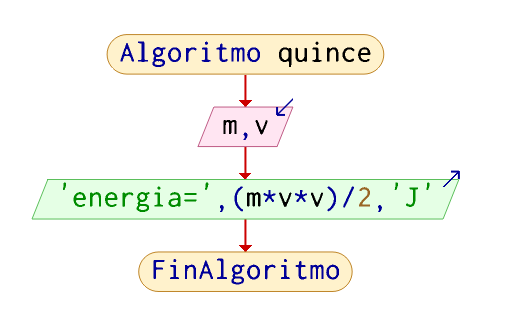 Algoritmo quince
m,v
'energia=',(m*v*v)/2,'J'
FinAlgoritmo